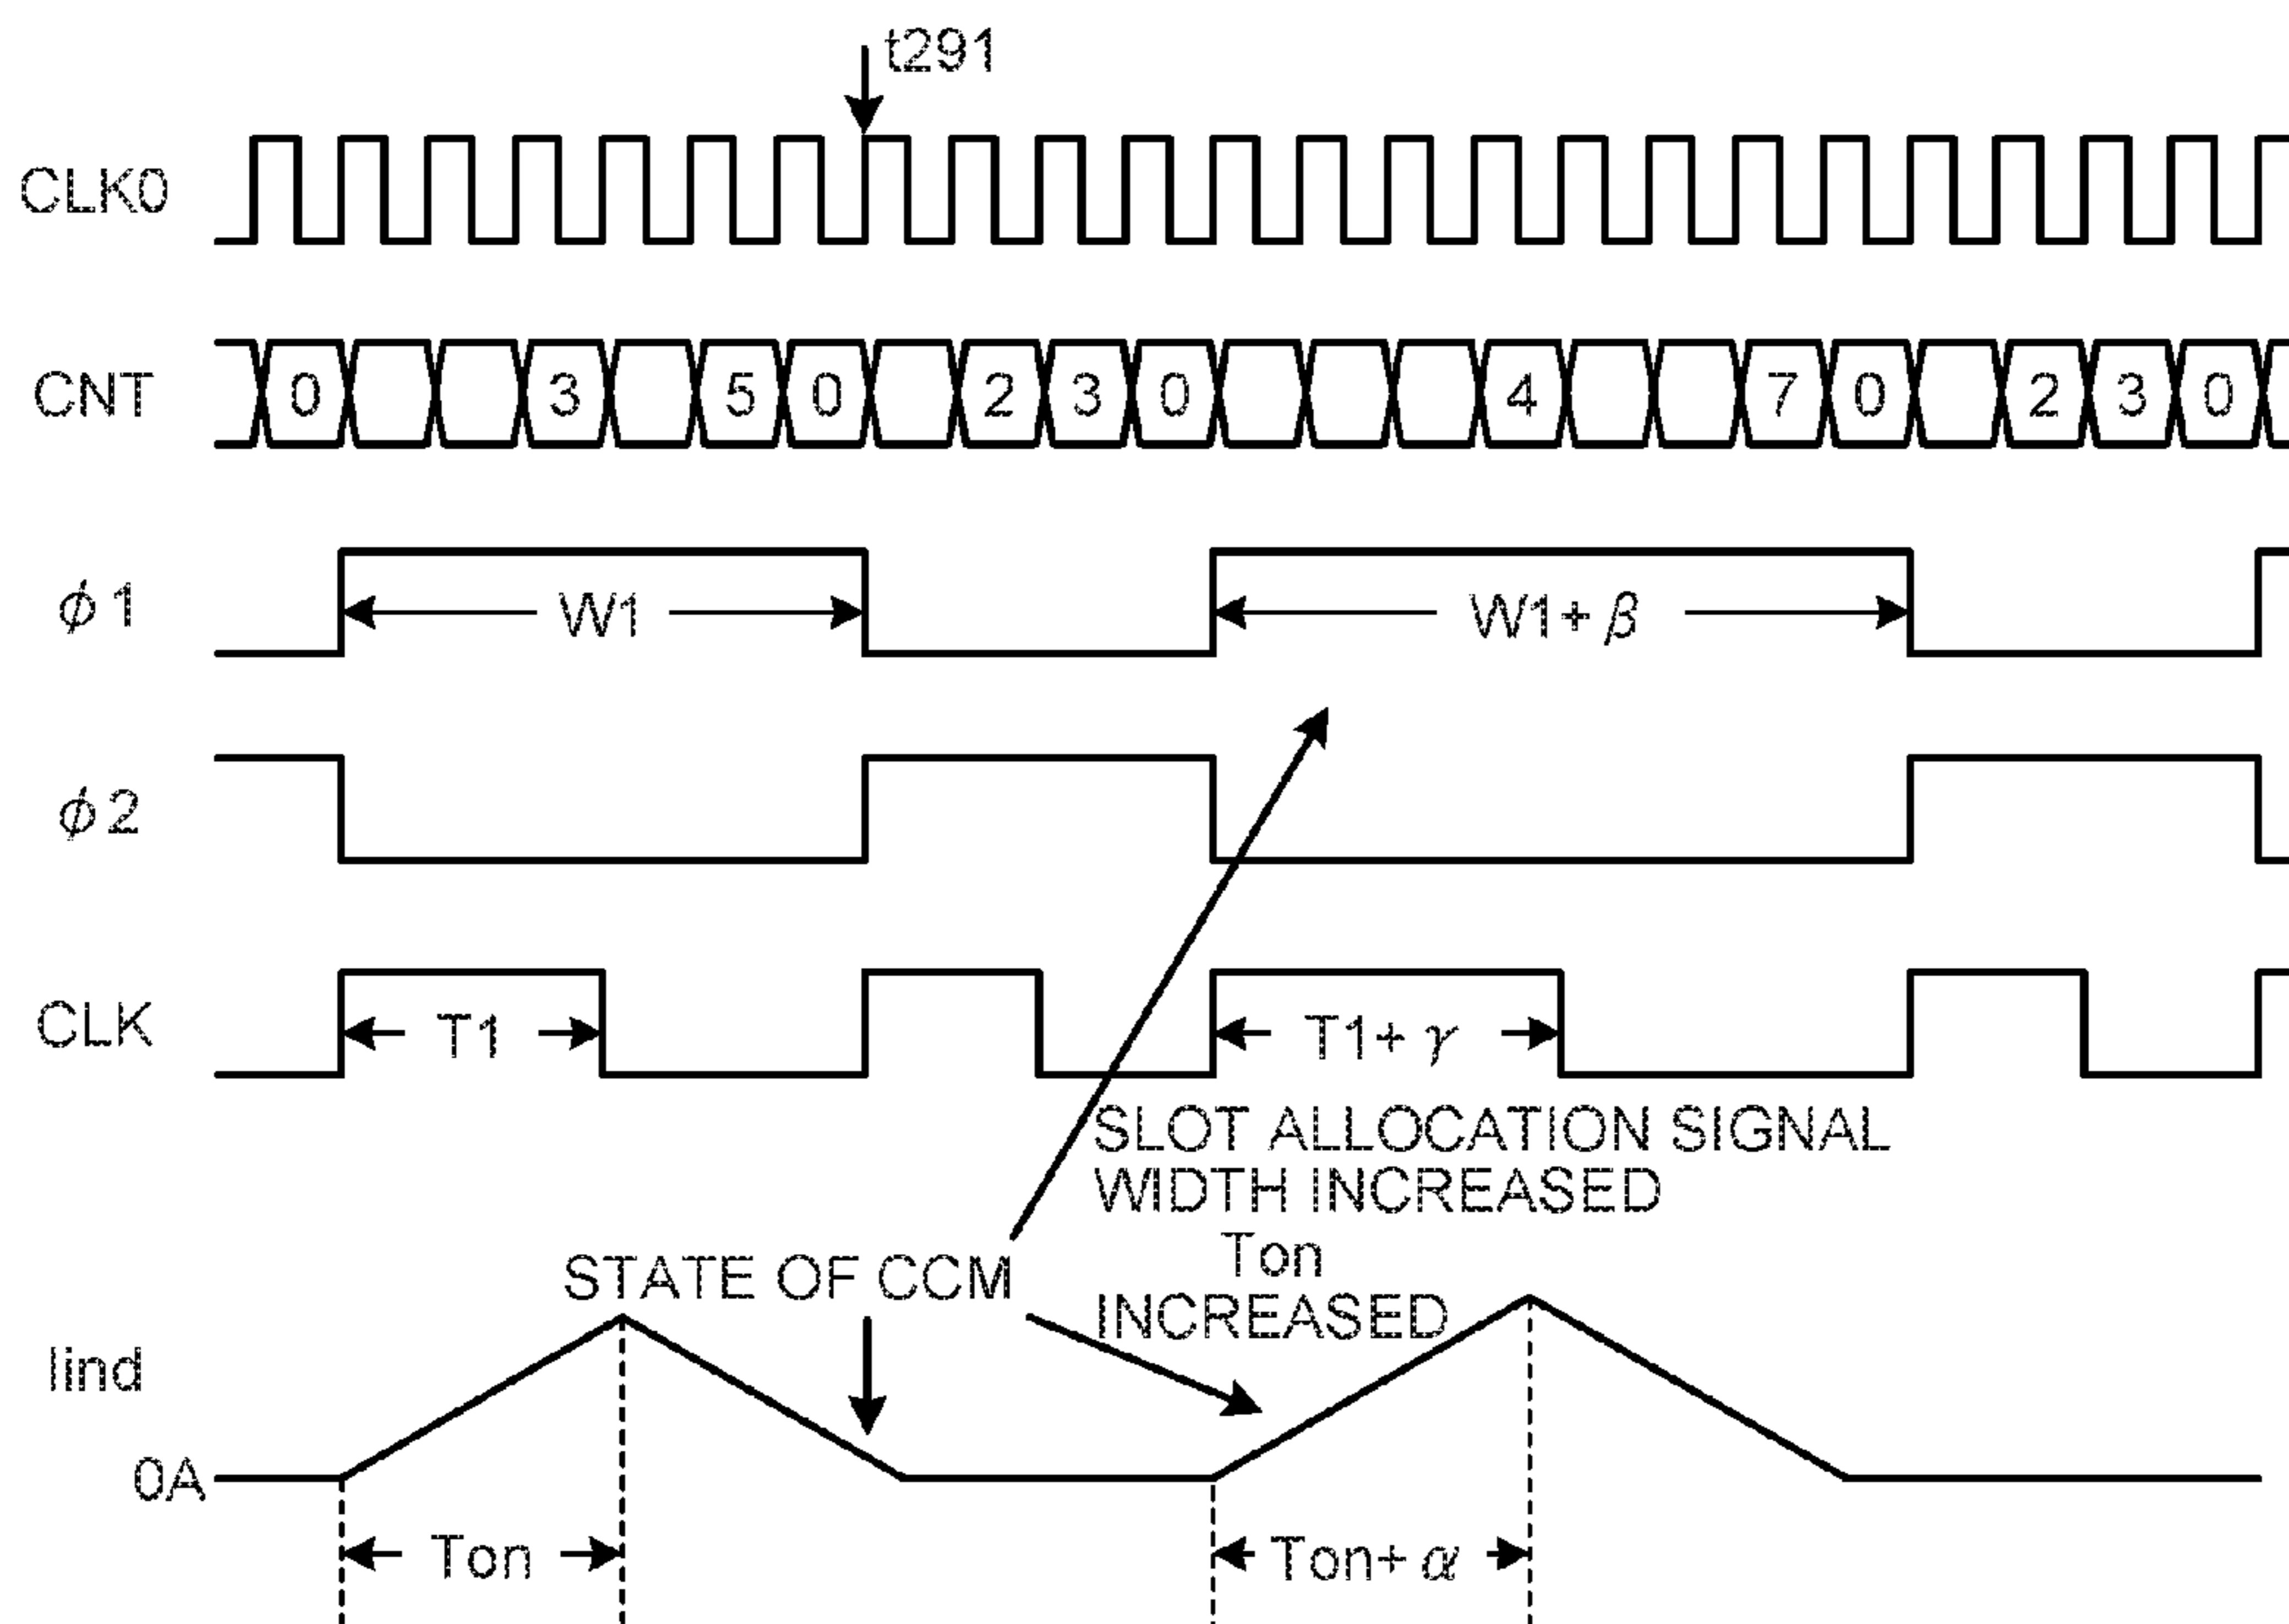 t291
CLK0
CNT 0 3 5 0 2 3 0 4 7 0 2 3 0
ϕ1 W1 W1+β
ϕ2
CLK T1 T1+γ
SLOT ALLOCATION SIGNAL
WIDTH INCREASED
STATE OF CCM
Ton
INCREASED
Iind
0A
Ton Ton+α